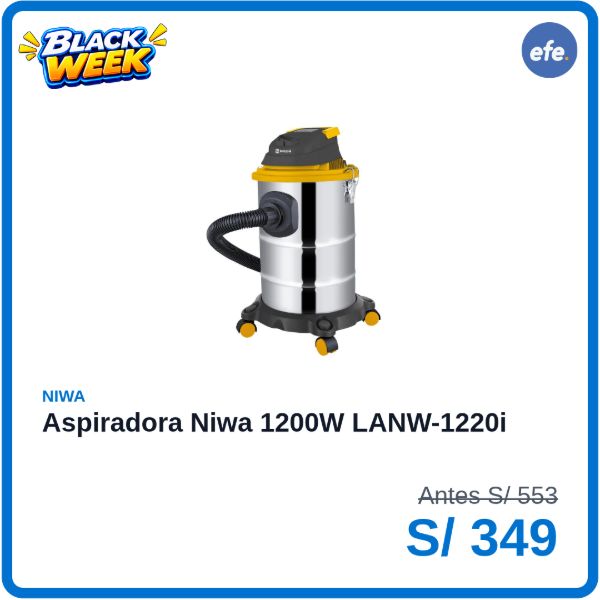 BLACK
WEEK
efe.
NIWA
Aspiradora Niwa 1200W LANW-1220i
Antes S/ 553
S/ 349